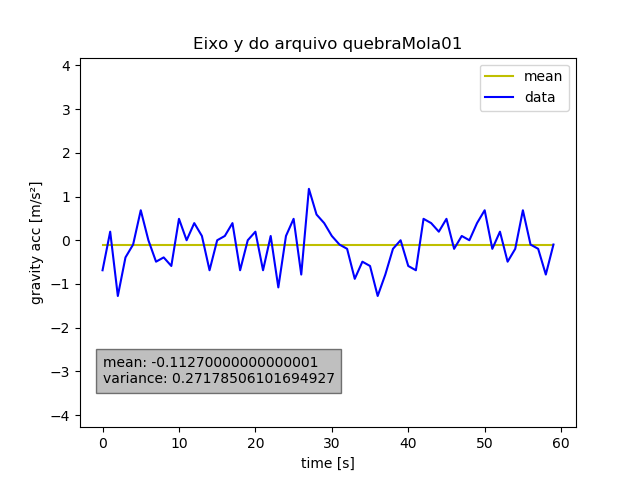 Eixo y do arquivo quebraMola01
mean
data
4
3
2
1
0
−1
−2
−3
−4
gravity acc [m/s²]
mean: -0.11270000000000001
variance: 0.27178506101694927
0 10 20 30 40 50 60
time [s]